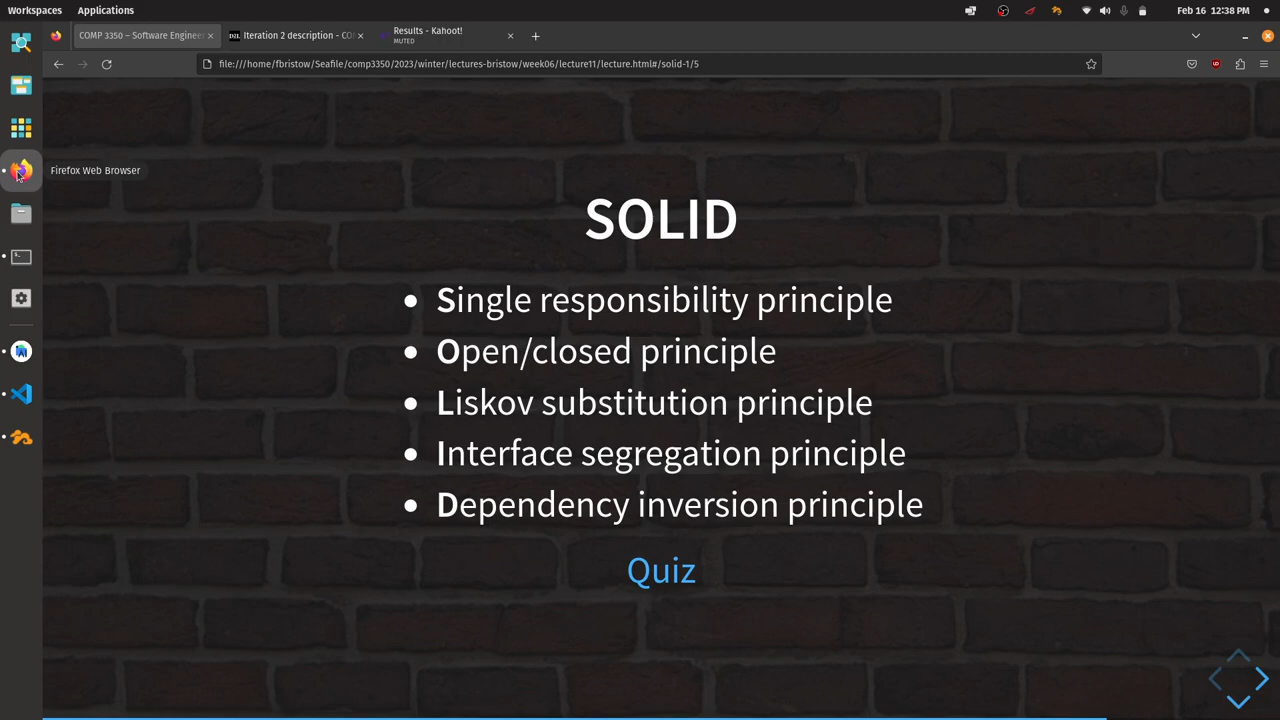 Workspaces Applications Feb 16 12:38 PM
COMP 3350 – Software Engineer Iteration 2 description - CO Results - Kahoot!
MUTED
file:///home/fbristow/Seafile/comp3350/2023/winter/lectures-bristow/week06/lecture11/lecture.html#/solid-1/5
Firefox Web Browser
SOLID
Single responsibility principle
Open/closed principle
Liskov substitution principle
Interface segregation principle
Dependency inversion principle
Quiz